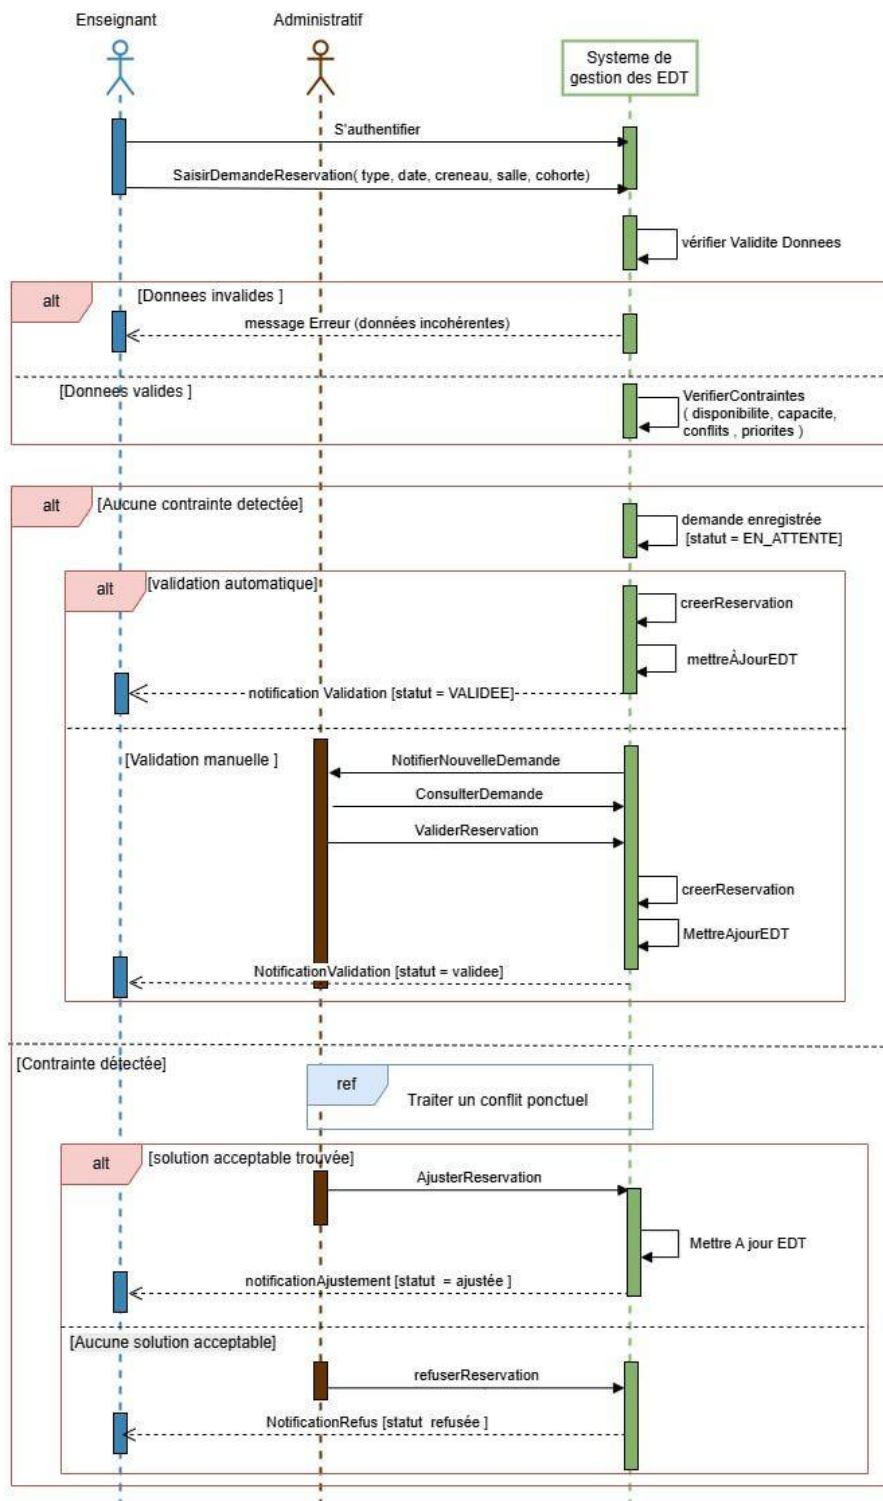 Enseignant
Administratif
Systeme de
gestion des EDT
S'authentifier
SaisirDemandeReservation( type, date, creneau, salle, cohorte)
vérifier Validite Donnees
alt
[Donnees invalides ]
message Erreur (données incohérentes)
[Donnees valides ]
VerifierContraintes
( disponibilite, capacite,
conflits , priorites )
alt
[Aucune contrainte detectée]
demande enregistrée
[statut = EN_ATTENTE]
alt
[validation automatique]
creerReservation
mettreÀJourEDT
notification Validation [statut = VALIDEE]
[Validation manuelle ]
NotifierNouvelleDemande
ConsulterDemande
ValiderReservation
creerReservation
MettreAjourEDT
NotificationValidation [statut = validee]
[Contrainte détectée]
ref
Traiter un conflit ponctuel
alt
[solution acceptable trouvée]
AjusterReservation
Mettre A jour EDT
notificationAjustement [statut = ajustée ]
[Aucune solution acceptable]
refuserReservation
NotificationRefus [statut refusée ]